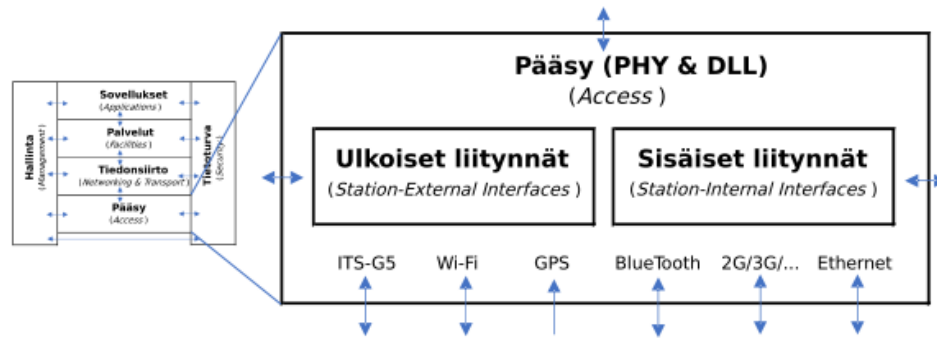 Hallinta
(Management)
Sovellukset
(Applications)
Palvelut
(Facilities)
Tiedonsiirto
(Networking & Transport)
Pääsy
(Access)
Tietoturva
(Security)
Pääsy (PHY & DLL)
(Access )
Ulkoiset liitynnät
(Station-External Interfaces )
Sisäiset liitynnät
(Station-Internal Interfaces )
ITS-G5 Wi-Fi GPS BlueTooth 2G/3G/... Ethernet